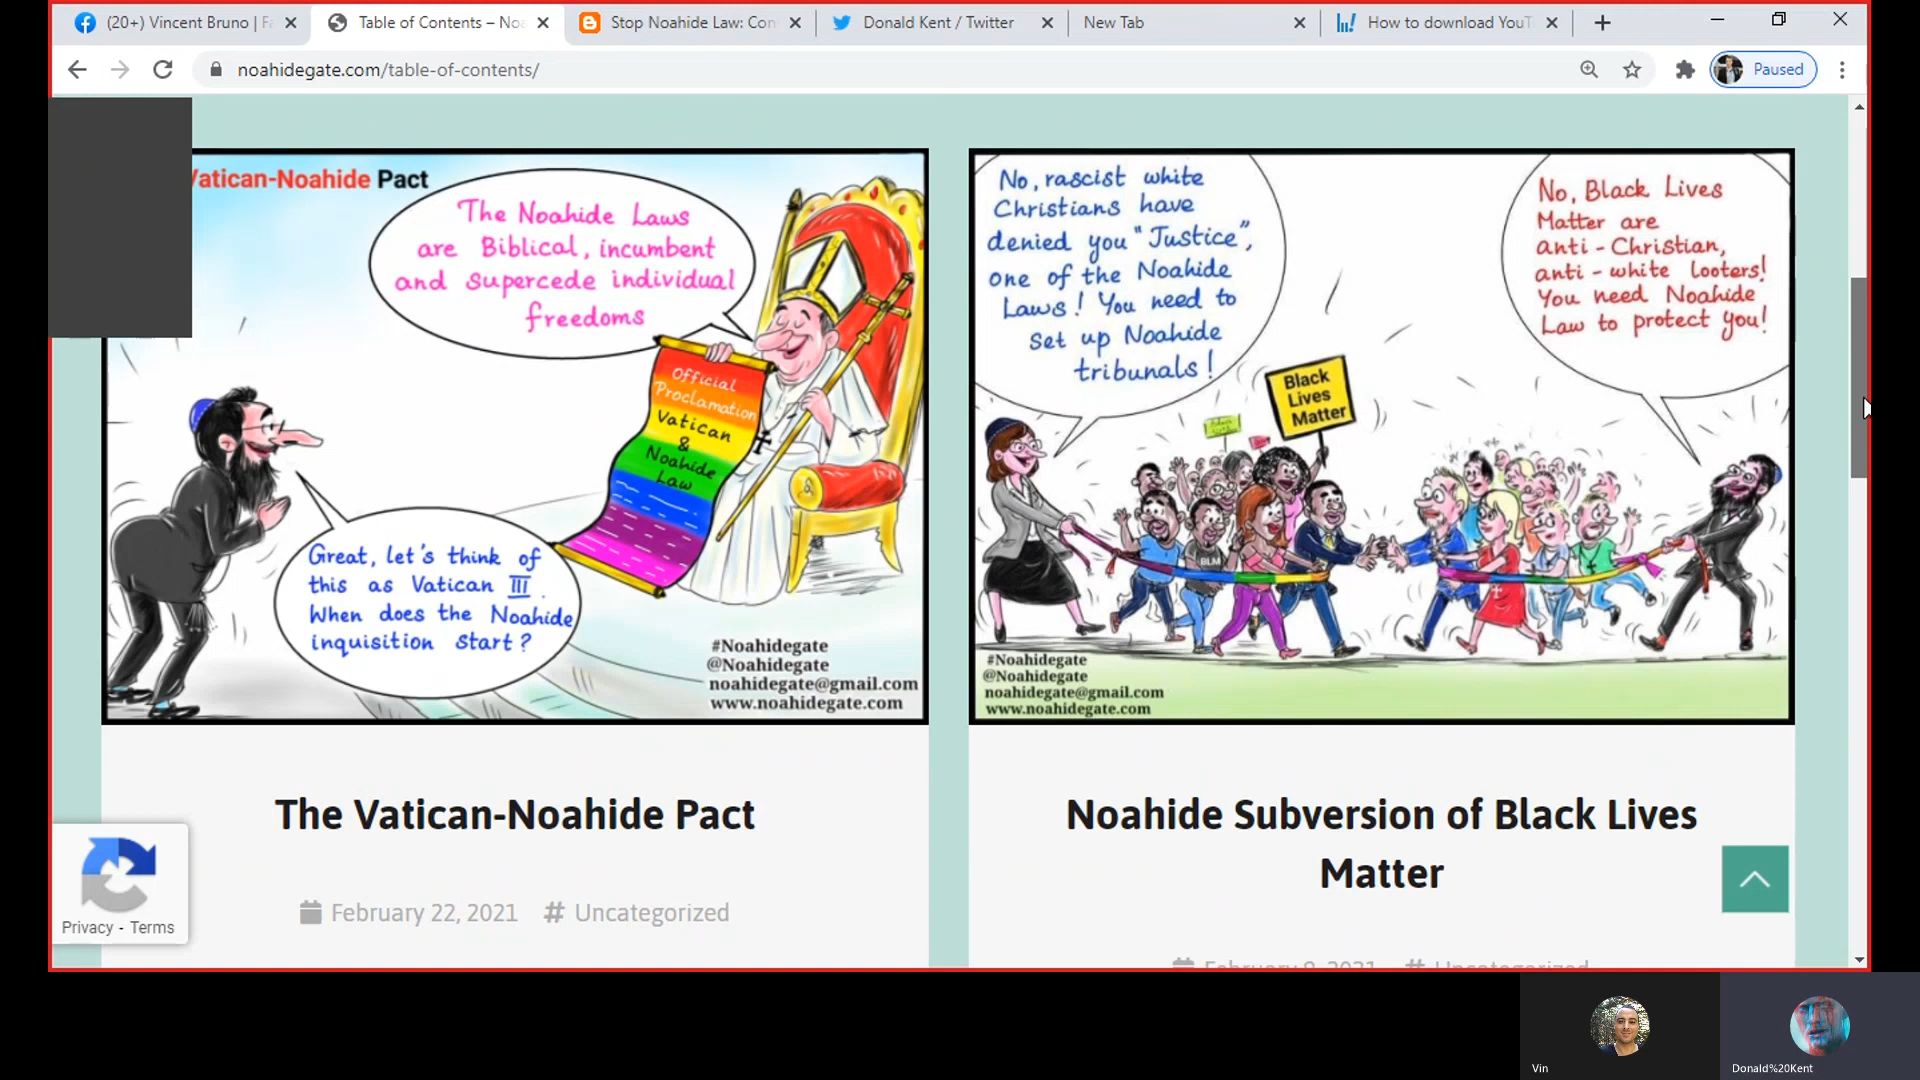 (20+) Vincent Bruno | F
Table of Contents – No
Stop Noahide Law: Con
Donald Kent / Twitter
New Tab
How to download YouT
noahidegate.com/table-of-contents/
Paused
Vatican-Noahide Pact
The Noahide Laws
are Biblical, incumbent
and supercede individual
freedoms
Official
Proclamation
Vatican
&
Noahide
Law
Great, let's think of
this as Vatican III.
When does the Noahide
inquisition start?
#Noahidegate
@Noahidegate
noahidegate@gmail.com
www.noahidegate.com
No, rascist white
Christians have
denied you "Justice",
one of the Noahide
Laws! You need to
set up Noahide
tribunals!
No, Black Lives
Matter are
anti-Christian,
anti-white looters!
You need Noahide
Law to protect you!
Black
Lives
Matter
BLM
#Noahidegate
@Noahidegate
noahidegate@gmail.com
www.noahidegate.com
The Vatican-Noahide Pact
February 22, 2021 # Uncategorized
Noahide Subversion of Black Lives
Matter
February 8, 2021 # Uncategorized
Privacy - Terms
Vin
Donald%20Kent